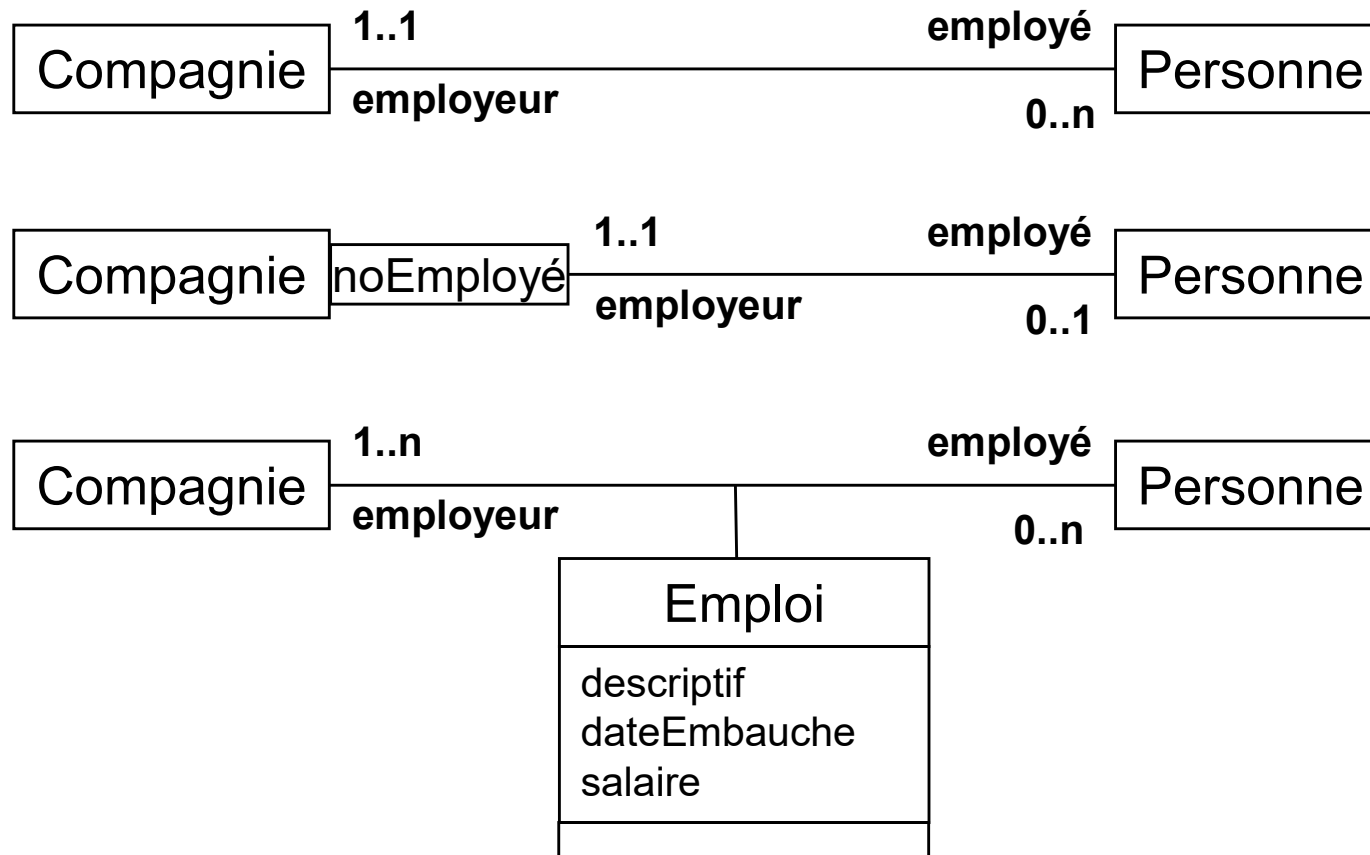 1..1 employé
Compagnie Personne
employeur 0..n
1..1 employé
Compagnie noEmployé Personne
employeur 0..1
1..n employé
Compagnie Personne
employeur 0..n
Emploi
descriptif
dateEmbauche
salaire